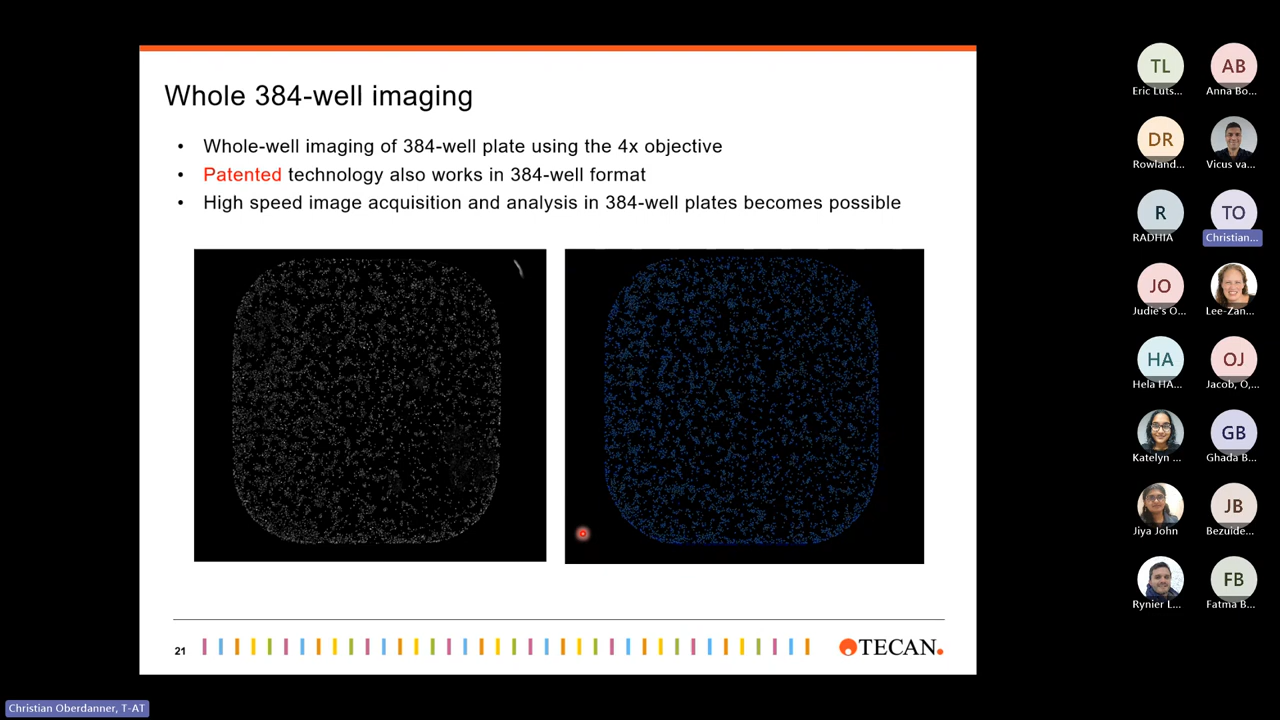 Whole 384-well imaging
• Whole-well imaging of 384-well plate using the 4x objective
• Patented technology also works in 384-well format
• High speed image acquisition and analysis in 384-well plates becomes possible
21
TECAN.
TL
Eric Luts...
AB
Anna Bo...
DR
Rowland...
Vicus va...
R
RADHIA
TO
Christian...
JO
Judie's O...
Lee-Zan...
HA
Hela HA...
OJ
Jacob, O,...
Katelyn ...
GB
Ghada B...
Jiya John
JB
Bezuide...
Rynier L...
FB
Fatma B...
Christian Oberdanner, T-AT